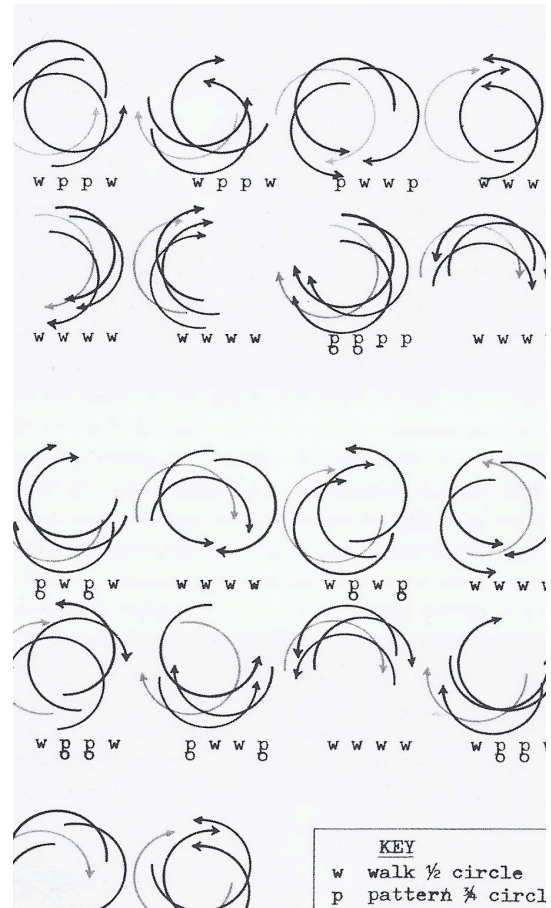 w p p w w p p w p w w p w w w
w w w w w w w w p p p p w w w
p w p w w w w w w p w p w w w w
w p p w p w w p w w w w w p p w
KEY
w walk ½ circle
p pattern ¾ circl